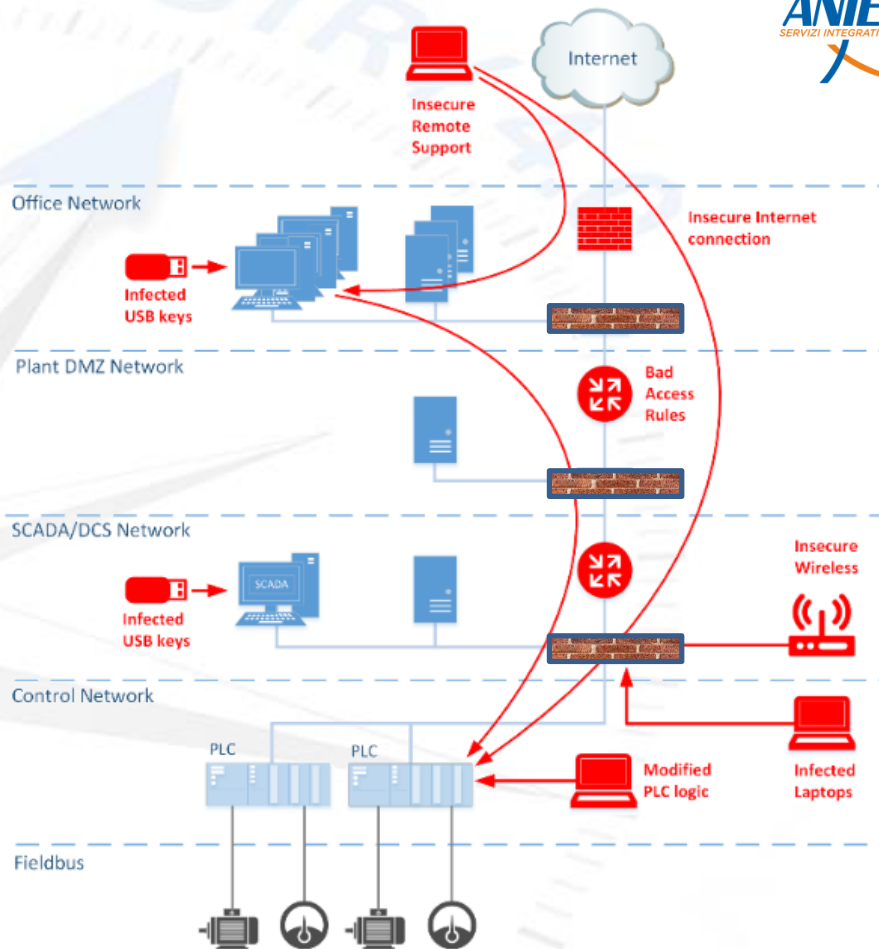 ANIE
SERVIZI INTEGRATI
Internet
Insecure
Remote
Support
Office Network
Insecure Internet
connection
Infected
USB keys
Plant DMZ Network
Bad
Access
Rules
SCADA/DCS Network
Insecure
Wireless
SCADA
Infected
USB keys
Control Network
PLC
PLC
Modified
PLC logic
Infected
Laptops
Fieldbus